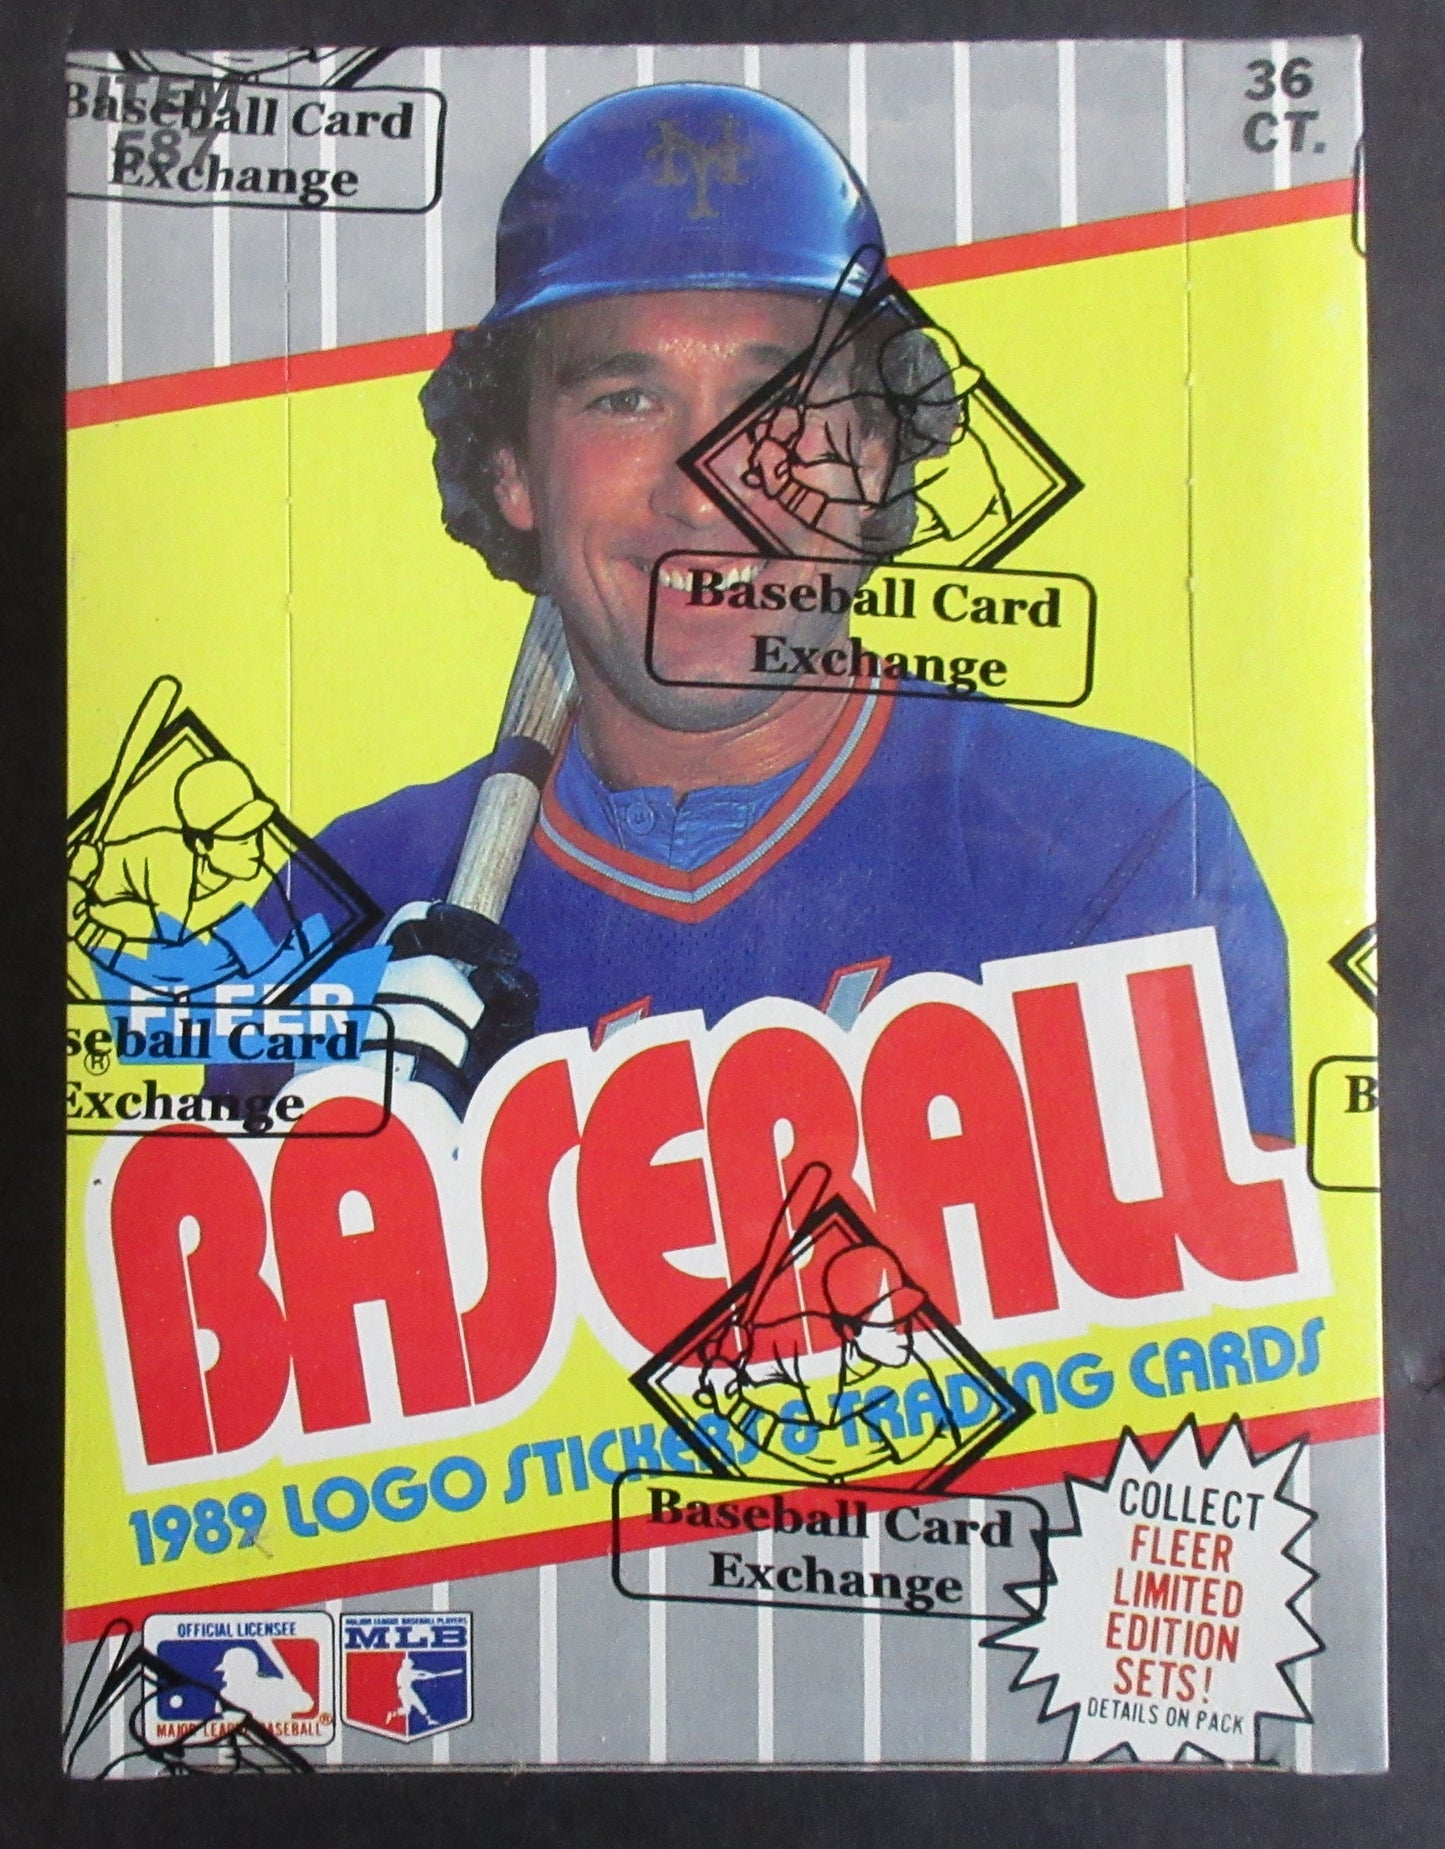 ITEM
687
36
CT.
Baseball Card
Exchange
NY
Baseball Card
Exchange
FLEER
®
seball Card
Exchange
B
BASEBALL
1989 LOGO STICKERS & TRADING CARDS
Baseball Card
Exchange
COLLECT
FLEER
LIMITED
EDITION
SETS!
DETAILS ON PACK
OFFICIAL LICENSEE
MAJOR LEAGUE BASEBALL®
MAJOR LEAGUE BASEBALL PLAYERS
MLB